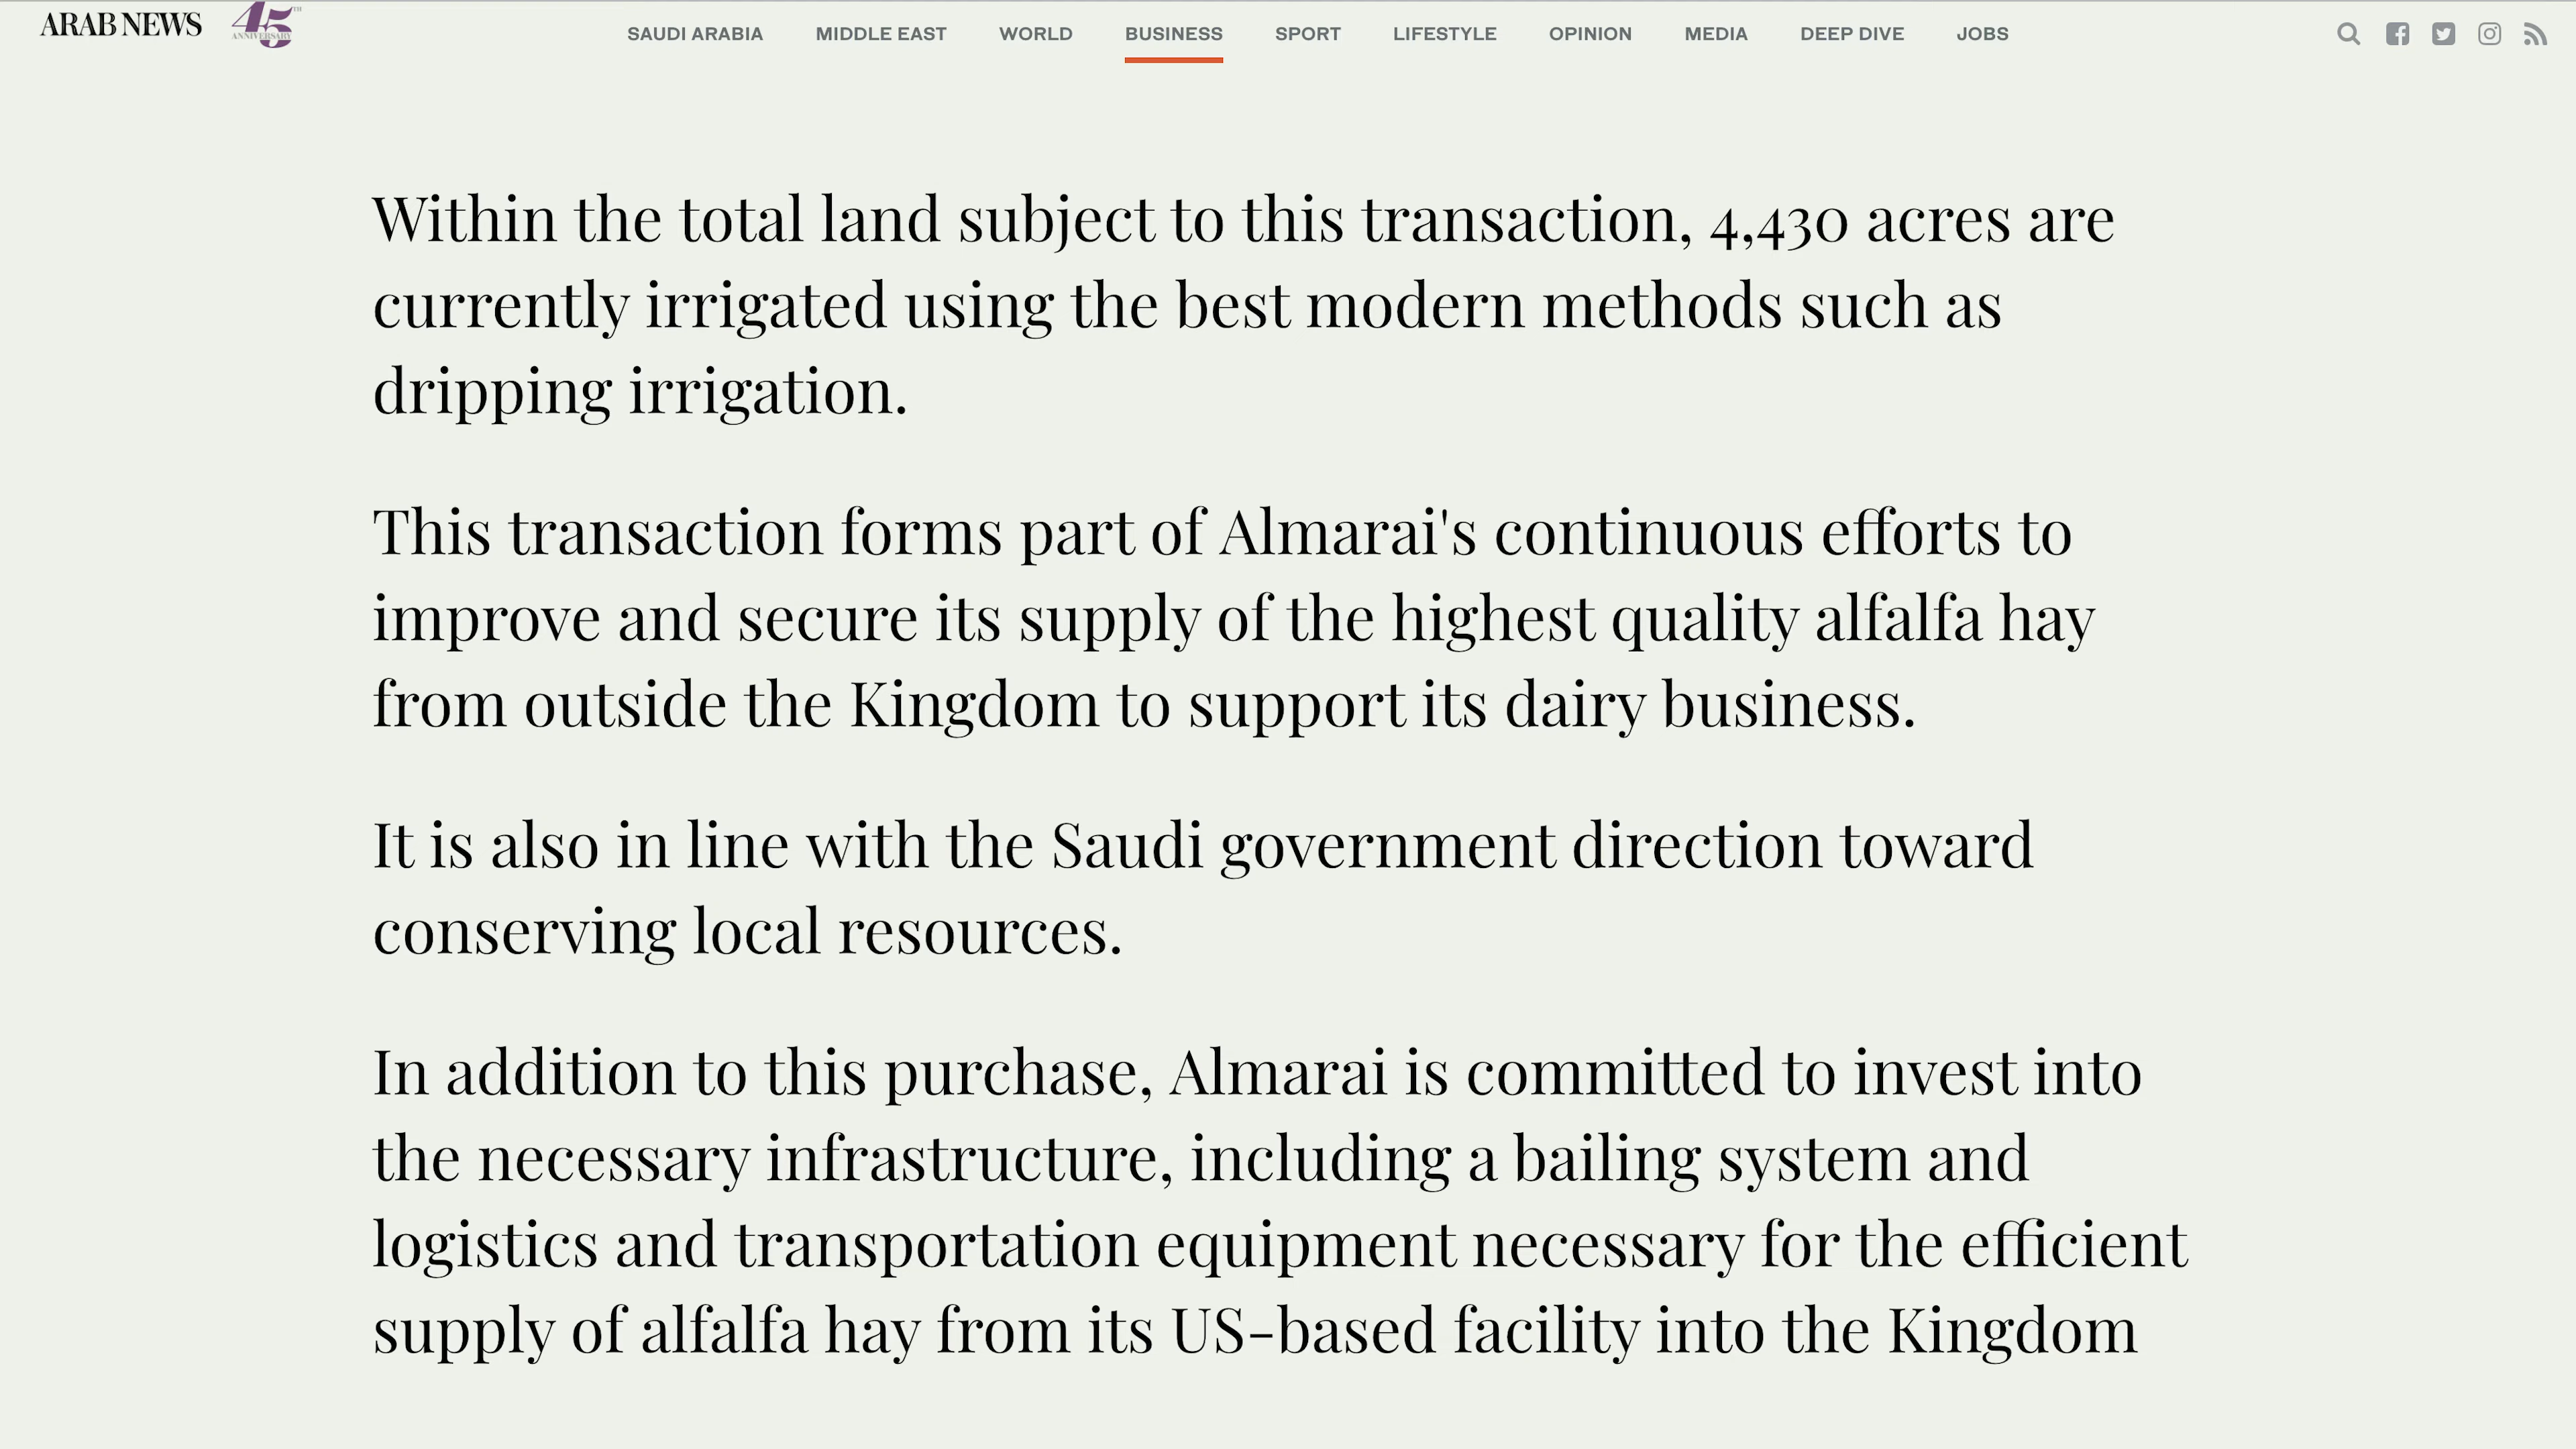 ARAB NEWS 45TH ANNIVERSARY
SAUDI ARABIA MIDDLE EAST WORLD BUSINESS SPORT LIFESTYLE OPINION MEDIA DEEP DIVE JOBS
Within the total land subject to this transaction, 4,430 acres are
currently irrigated using the best modern methods such as
dripping irrigation.
This transaction forms part of Almarai's continuous efforts to
improve and secure its supply of the highest quality alfalfa hay
from outside the Kingdom to support its dairy business.
It is also in line with the Saudi government direction toward
conserving local resources.
In addition to this purchase, Almarai is committed to invest into
the necessary infrastructure, including a bailing system and
logistics and transportation equipment necessary for the efficient
supply of alfalfa hay from its US-based facility into the Kingdom